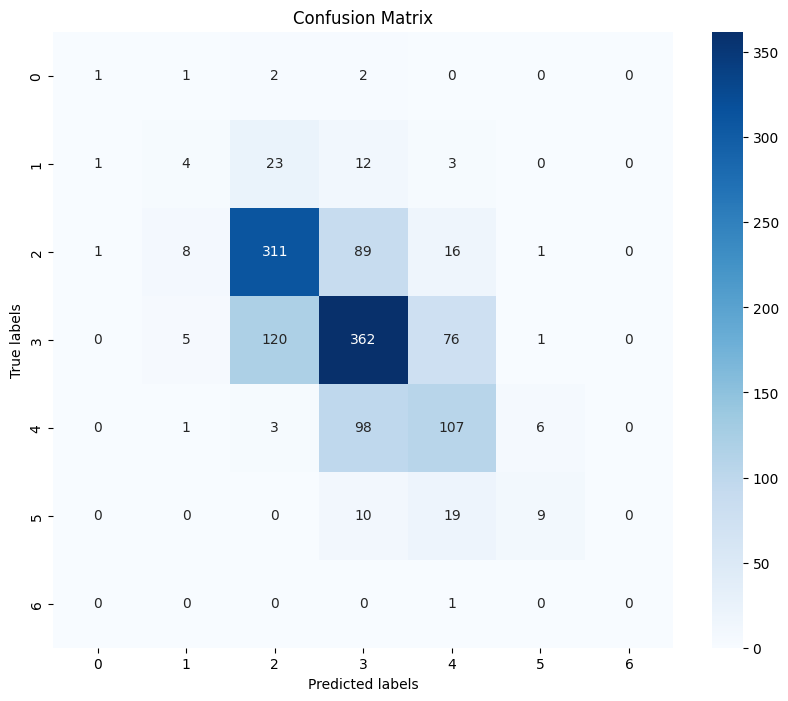 Confusion Matrix
0 1 1 2 2 0 0 0
1 1 4 23 12 3 0 0
2 1 8 311 89 16 1 0
3 0 5 120 362 76 1 0
4 0 1 3 98 107 6 0
5 0 0 0 10 19 9 0
6 0 0 0 0 1 0 0
0 1 2 3 4 5 6
Predicted labels
True labels
350
300
250
200
150
100
50
0